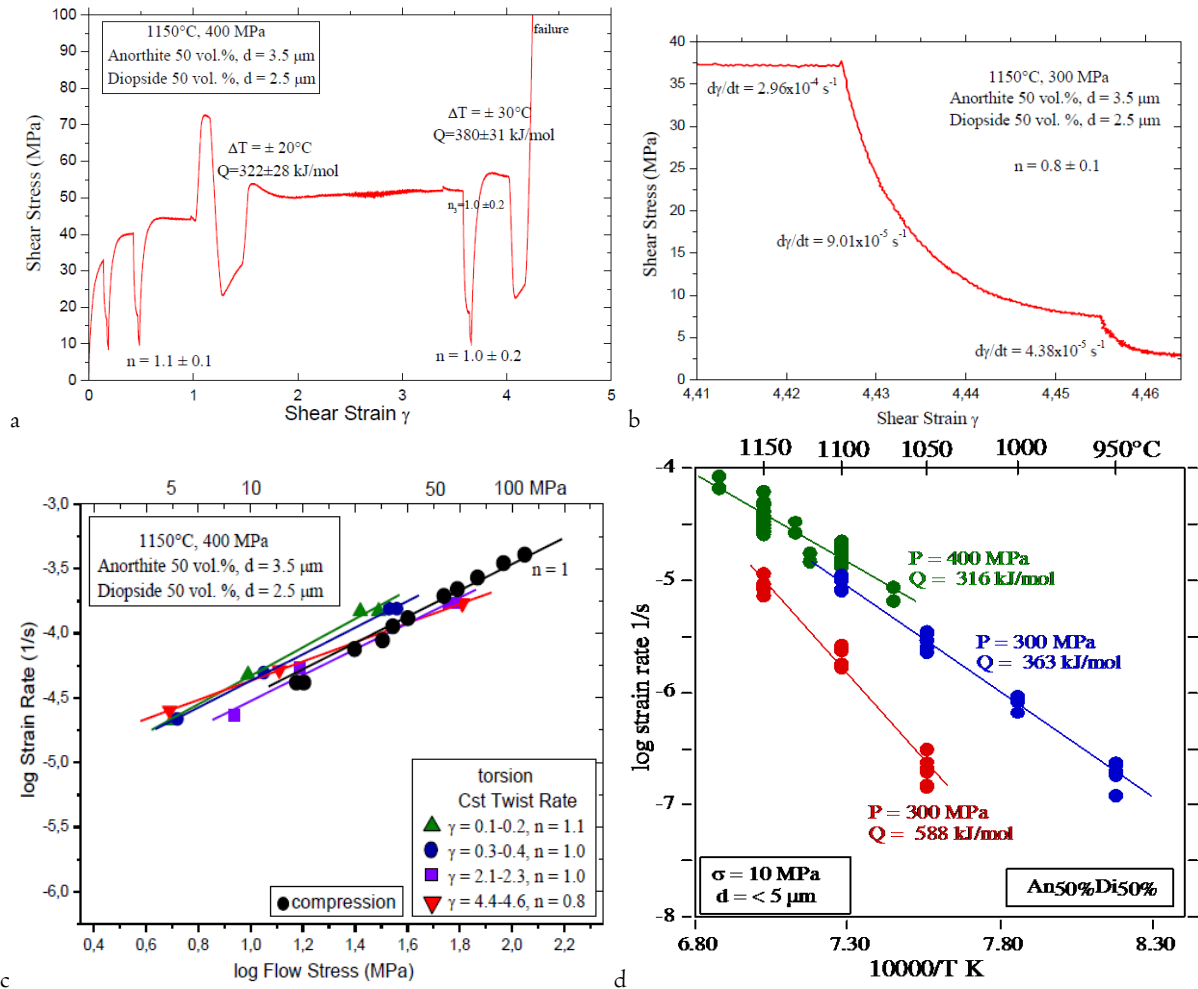 1150°C, 400 MPa
Anorthite 50 vol.%, d = 3.5 μm
Diopside 50 vol. %, d = 2.5 μm
failure
ΔT = ± 20°C
Q=322±28 kJ/mol
ΔT = ± 30°C
Q=380±31 kJ/mol
n = 1.1 ± 0.1
n = 1.0 ± 0.2
Shear Stress (MPa)
100
90
80
70
60
50
40
30
20
10
0
0 1 2 3 4 5
Shear Strain γ
a
1150°C, 300 MPa
Anorthite 50 vol.%, d = 3.5 μm
Diopside 50 vol. %, d = 2.5 μm
n = 0.8 ± 0.1
dγ/dt = 2.96x10-4 s-1
dγ/dt = 9.01x10-5 s-1
dγ/dt = 4.38x10-5 s-1
Shear Stress (MPa)
40
35
30
25
20
15
10
5
0
4,41 4,42 4,43 4,44 4,45 4,46
Shear Strain γ
b
5 10 50 100 MPa
1150°C, 400 MPa
Anorthite 50 vol.%, d = 3.5 μm
Diopside 50 vol. %, d = 2.5 μm
n = 1
torsion
Cst Twist Rate
γ = 0.1-0.2, n = 1.1
γ = 0.3-0.4, n = 1.0
γ = 2.1-2.3, n = 1.0
γ = 4.4-4.6, n = 0.8
compression
log Strain Rate (1/s)
-3,0
-3,5
-4,0
-4,5
-5,0
-5,5
-6,0
0,4 0,6 0,8 1,0 1,2 1,4 1,6 1,8 2,0 2,2
log Flow Stress (MPa)
c
1150 1100 1050 1000 950°C
P = 400 MPa
Q = 316 kJ/mol
P = 300 MPa
Q = 363 kJ/mol
P = 300 MPa
Q = 588 kJ/mol
σ = 10 MPa
d = < 5 μm
An50%Di50%
log strain rate 1/s
-4
-5
-6
-7
-8
6.80 7.30 7.80 8.30
10000/T K
d